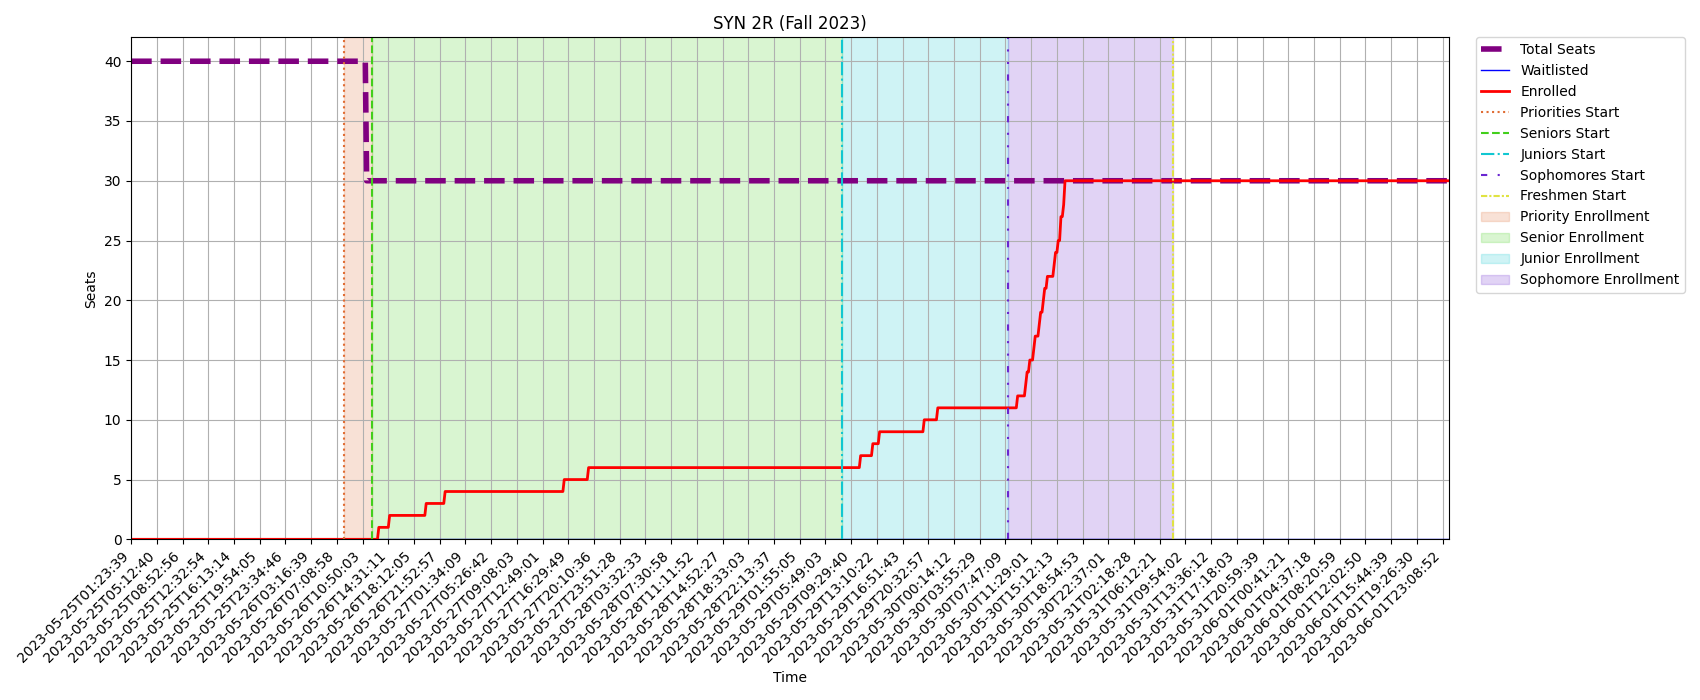 SYN 2R (Fall 2023)
Total Seats
Waitlisted
Enrolled
Priorities Start
Seniors Start
Juniors Start
Sophomores Start
Freshmen Start
Priority Enrollment
Senior Enrollment
Junior Enrollment
Sophomore Enrollment
Seats
40
35
30
25
20
15
10
5
0
2023-05-25T01:23:39
2023-05-25T05:12:40
2023-05-25T08:52:56
2023-05-25T12:32:54
2023-05-25T16:13:14
2023-05-25T19:54:05
2023-05-25T23:34:46
2023-05-26T03:16:39
2023-05-26T07:08:58
2023-05-26T10:50:03
2023-05-26T14:31:11
2023-05-26T18:12:05
2023-05-26T21:52:57
2023-05-27T01:34:09
2023-05-27T05:26:42
2023-05-27T09:08:03
2023-05-27T12:49:01
2023-05-27T16:29:49
2023-05-27T20:10:36
2023-05-27T23:51:28
2023-05-28T03:32:33
2023-05-28T07:30:58
2023-05-28T11:11:52
2023-05-28T14:52:27
2023-05-28T18:33:03
2023-05-28T22:13:37
2023-05-29T01:55:05
2023-05-29T05:49:03
2023-05-29T09:29:40
2023-05-29T13:10:22
2023-05-29T16:51:43
2023-05-29T20:32:57
2023-05-30T00:14:12
2023-05-30T03:55:29
2023-05-30T07:47:09
2023-05-30T11:29:01
2023-05-30T15:12:13
2023-05-30T18:54:53
2023-05-30T22:37:01
2023-05-31T02:18:28
2023-05-31T06:12:21
2023-05-31T09:54:02
2023-05-31T13:36:12
2023-05-31T17:18:03
2023-05-31T20:59:39
2023-06-01T00:41:21
2023-06-01T04:37:18
2023-06-01T08:20:59
2023-06-01T12:02:50
2023-06-01T15:44:39
2023-06-01T19:26:30
2023-06-01T23:08:52
Time